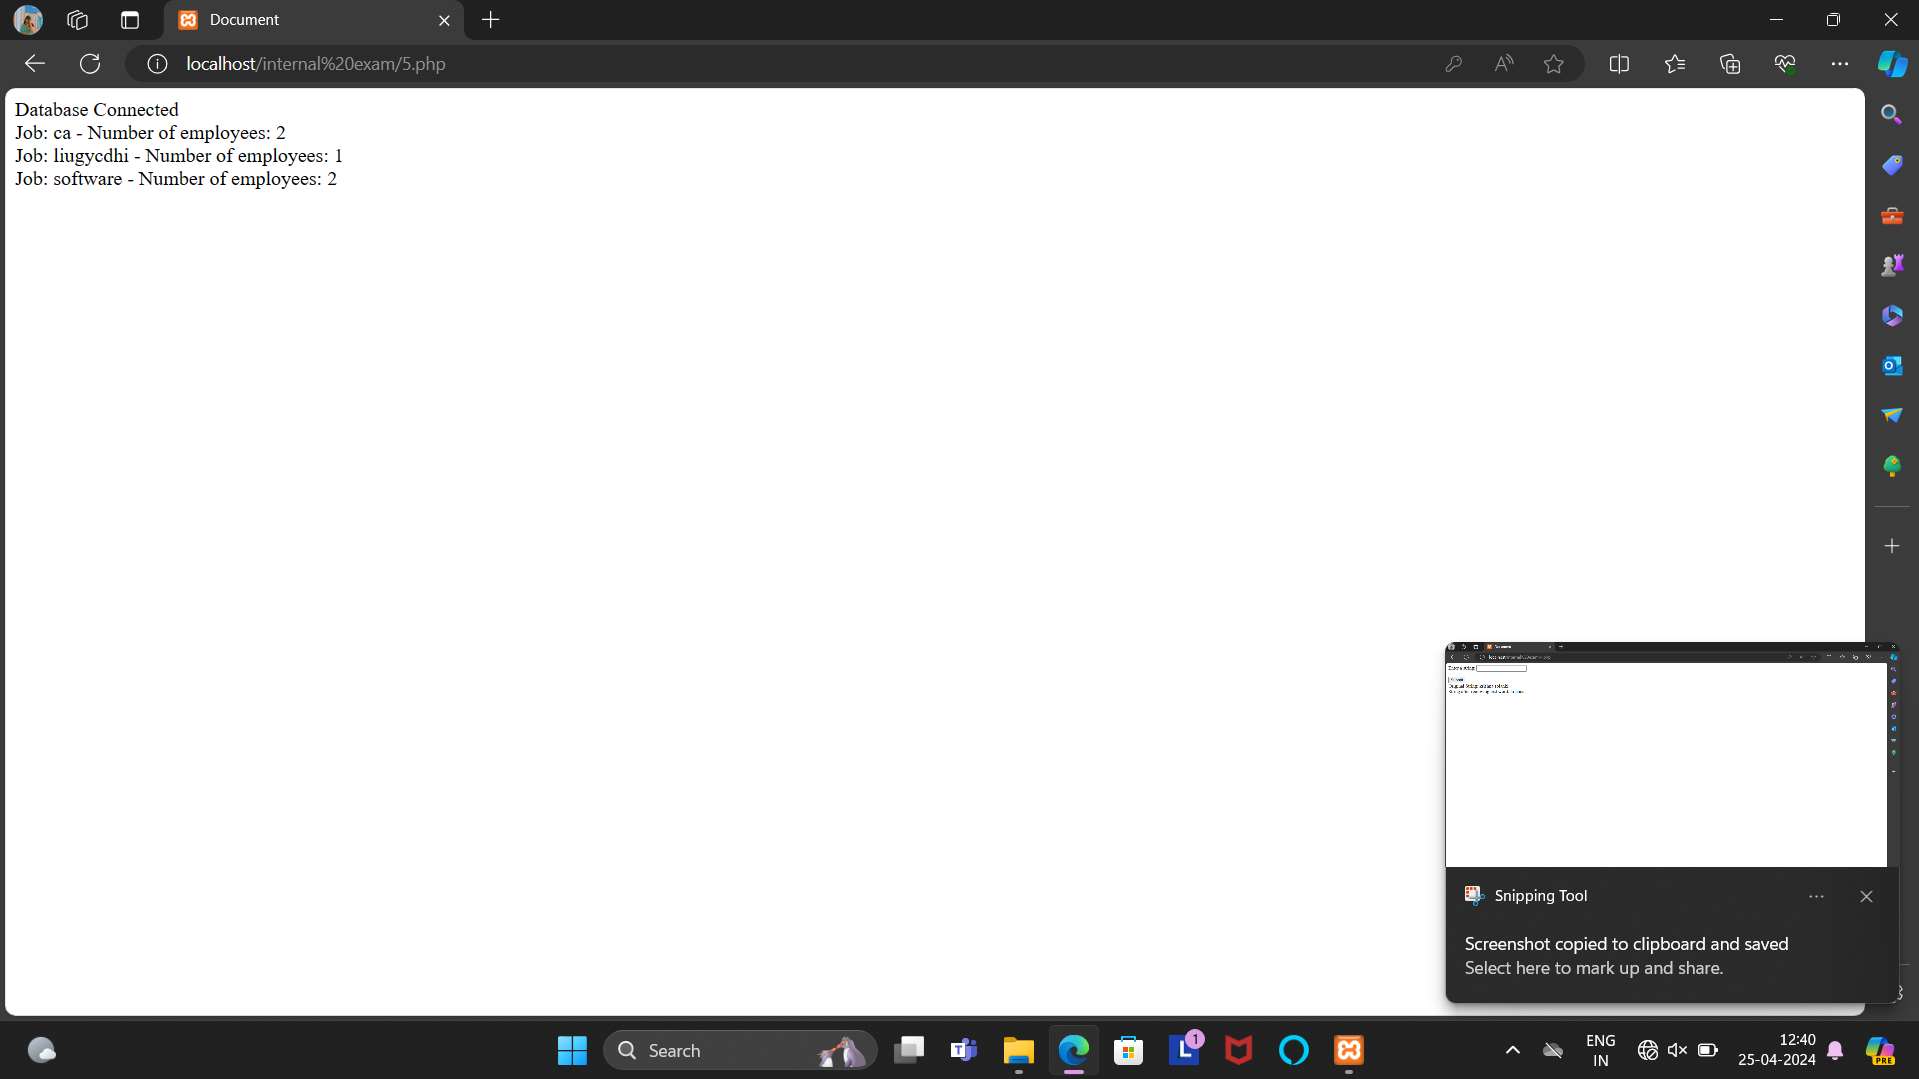 Document
localhost/internal%20exam/5.php
Database Connected
Job: ca - Number of employees: 2
Job: liugycdhi - Number of employees: 1
Job: software - Number of employees: 2
Snipping Tool
Screenshot copied to clipboard and saved
Select here to mark up and share.
Search
1
ENG
IN
12:40
25-04-2024
PRE